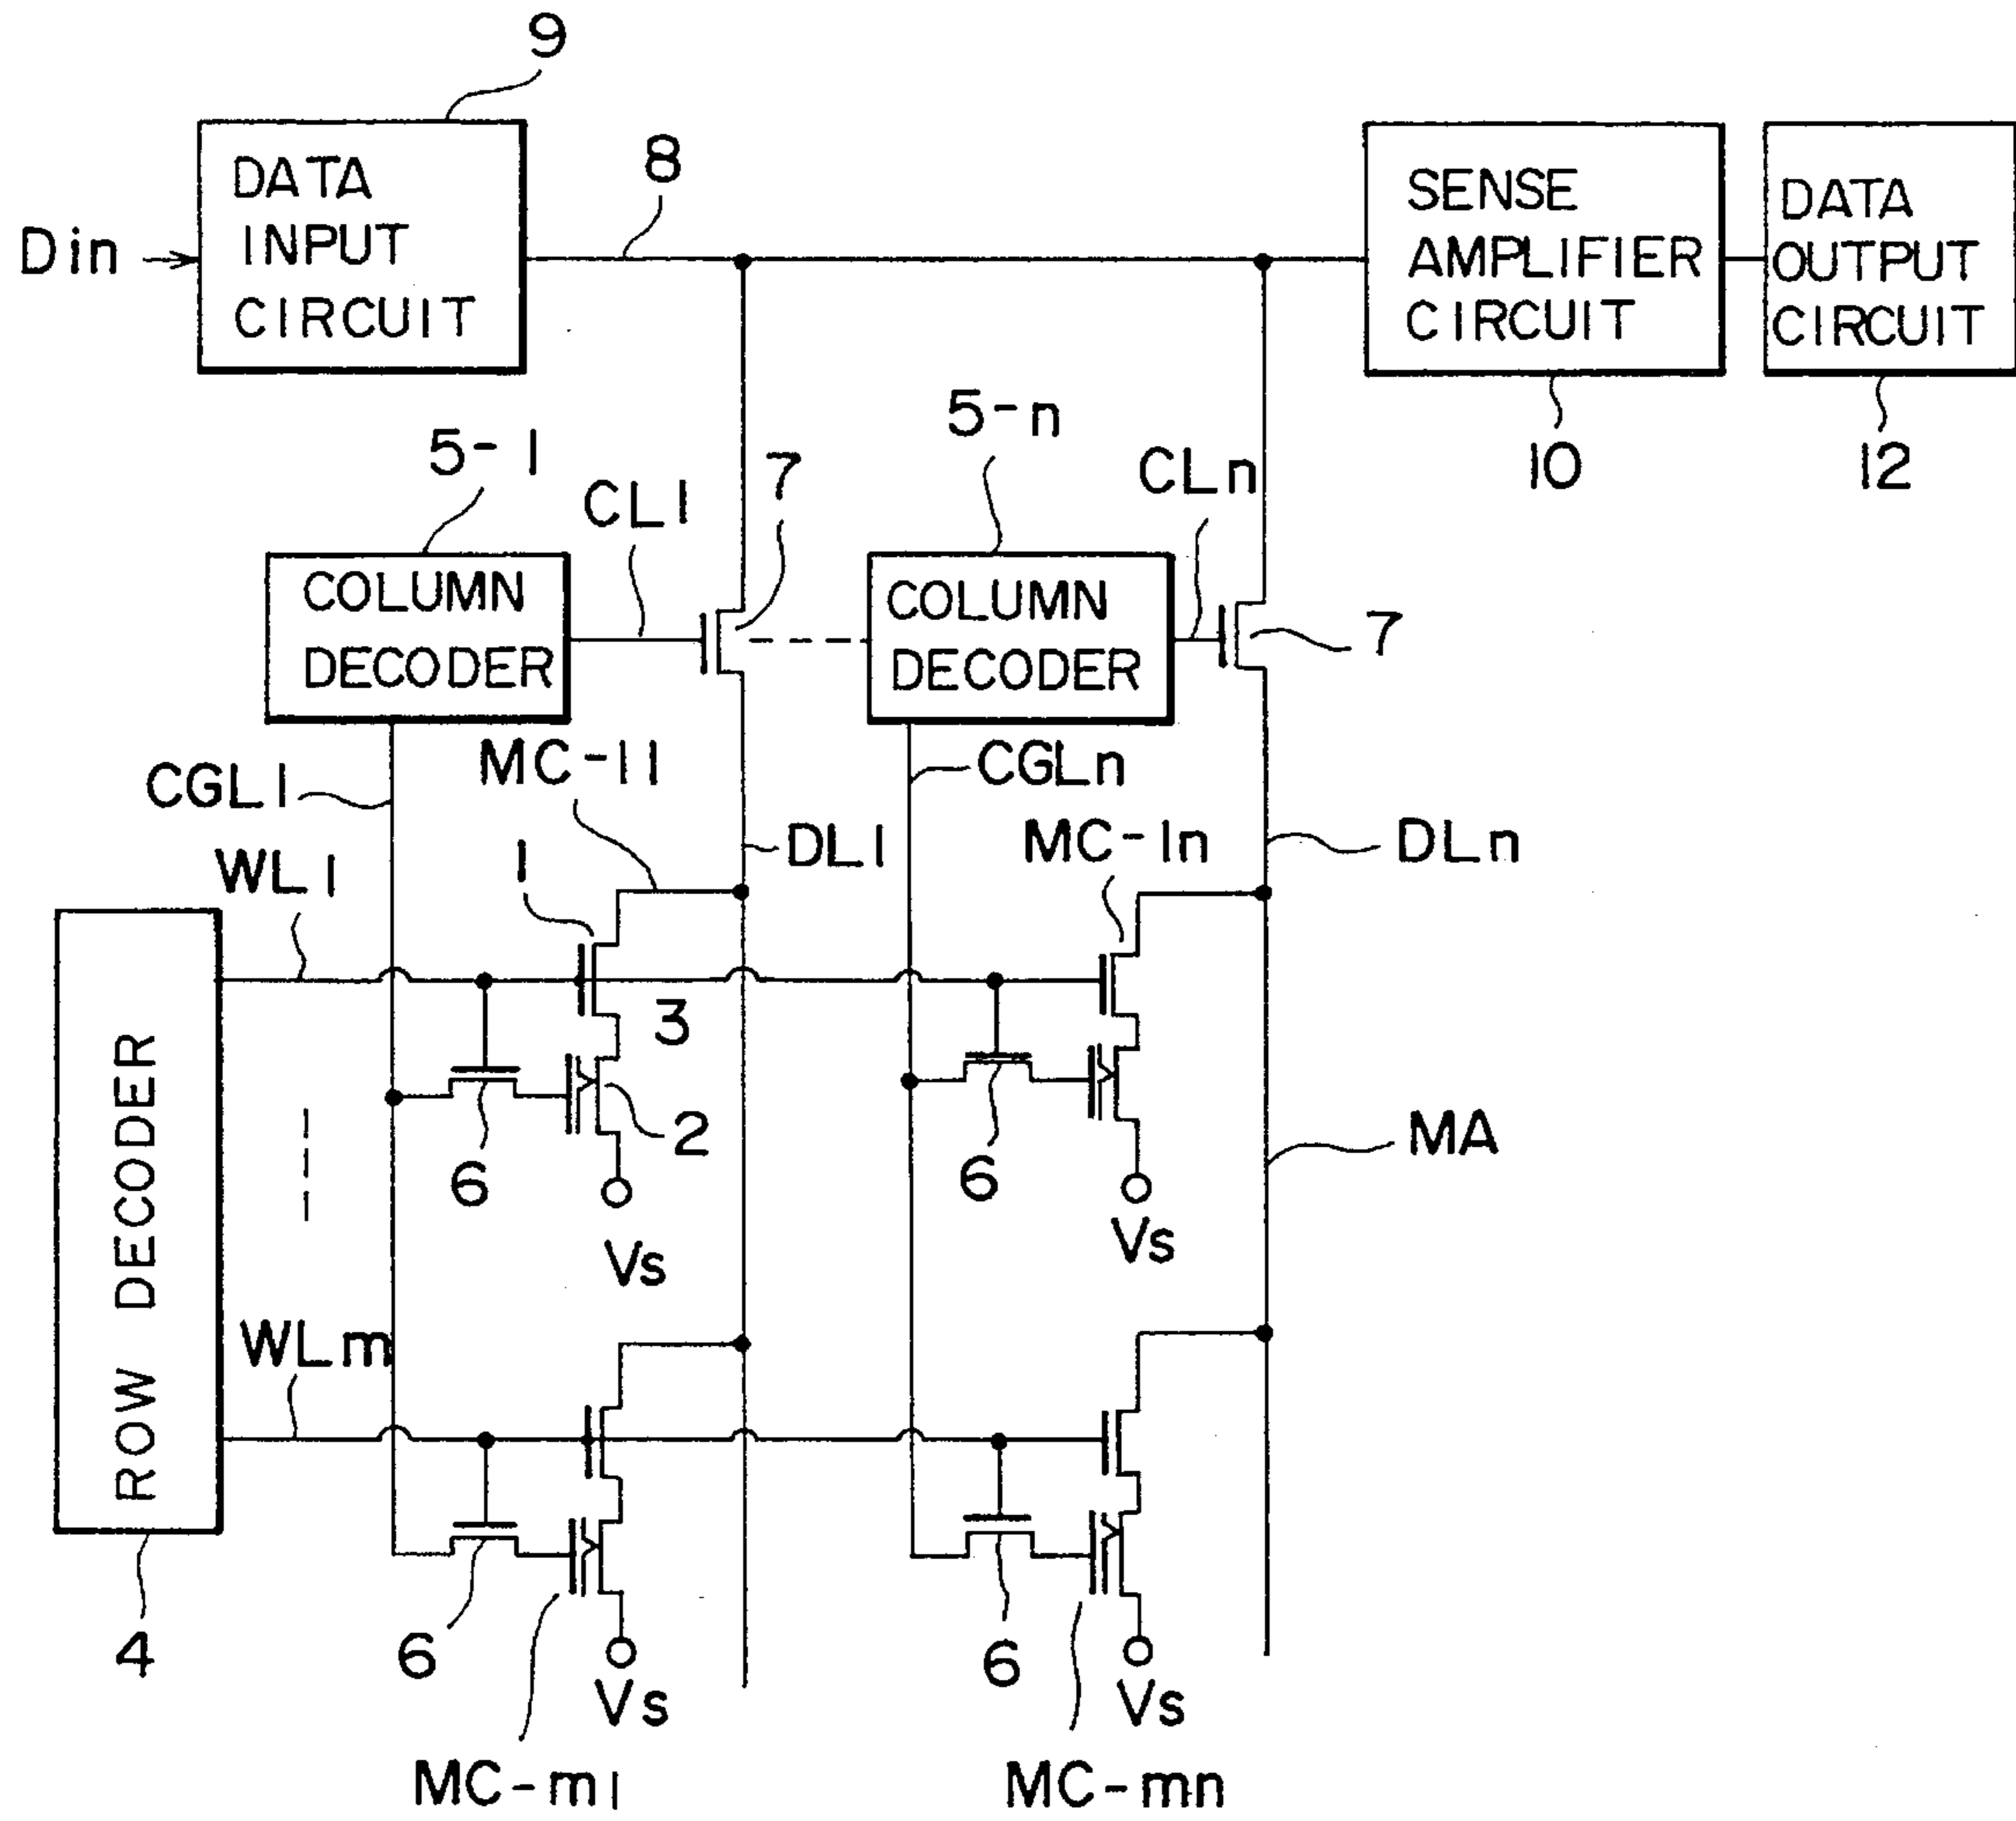 9
DATA
INPUT
CIRCUIT
Din
8
SENSE
AMPLIFIER
CIRCUIT
DATA
OUTPUT
CIRCUIT
10
12
5-1
CL1
7
5-n
CLn
7
COLUMN
DECODER
COLUMN
DECODER
CGL1
MC-11
DL1
CGLn
MC-1n
DLn
WL1
1
3
2
6
6
Vs
Vs
MA
ROW DECODER
WLm
4
6
6
Vs
Vs
MC-m1
MC-mn